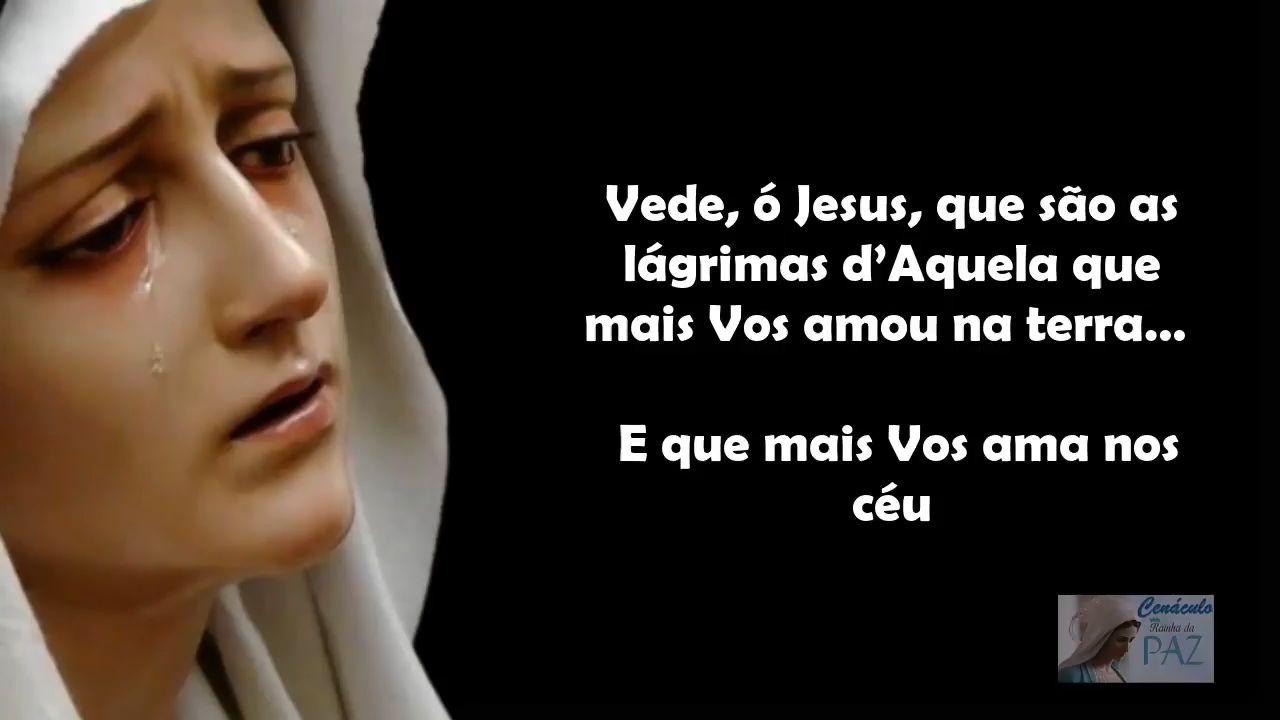 Vede, ó Jesus, que são as
lágrimas d’Aquela que
mais Vos amou na terra...
E que mais Vos ama nos
céu
Cenáculo
Rainha da
PAZ